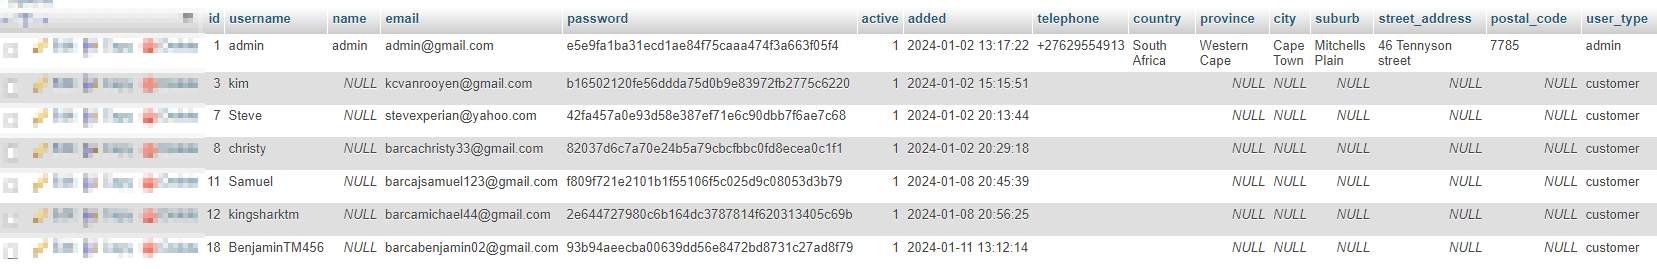 id username name email password active added telephone country province city suburb street_address postal_code user_type
1 admin admin admin@gmail.com e5e9fa1ba31ecd1ae84f75caaa474f3a663f05f4 1 2024-01-02 13:17:22 +27629554913 South Africa Western Cape Cape Town Mitchells Plain 46 Tennyson street 7785 admin
3 kim NULL kcvanrooyen@gmail.com b16502120fe56ddda75d0b9e83972fb2775c6220 1 2024-01-02 15:15:51 NULL NULL NULL NULL NULL customer
7 Steve NULL stevexperian@yahoo.com 42fa457a0e93d58e387ef71e6c90dbb7f6ae7c68 1 2024-01-02 20:13:44 NULL NULL NULL NULL NULL customer
8 christy NULL barcachristy33@gmail.com 82037d6c7a70e24b5a79cbcfbbc0fd8ecea0c1f1 1 2024-01-02 20:29:18 NULL NULL NULL NULL NULL customer
11 Samuel NULL barcajsamuel123@gmail.com f809f721e2101b1f55106f5c025d9c08053d3b79 1 2024-01-08 20:45:39 NULL NULL NULL NULL NULL customer
12 kingsharktm NULL barcamichael44@gmail.com 2e644727980c6b164dc3787814f620313405c69b 1 2024-01-08 20:56:25 NULL NULL NULL NULL NULL customer
18 BenjaminTM456 NULL barcabenjamin02@gmail.com 93b94aeecba00639dd56e8472bd8731c27ad8f79 1 2024-01-11 13:12:14 NULL NULL NULL NULL NULL customer